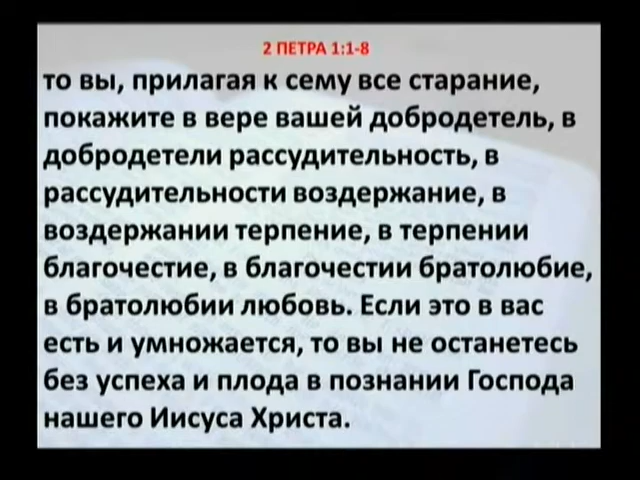 2 ПЕТРА 1:1-8
то вы, прилагая к сему все старание,
покажите в вере вашей добродетель, в
добродетели рассудительность, в
рассудительности воздержание, в
воздержании терпение, в терпении
благочестие, в благочестии братолюбие,
в братолюбии любовь. Если это в вас
есть и умножается, то вы не останетесь
без успеха и плода в познании Господа
нашего Иисуса Христа.